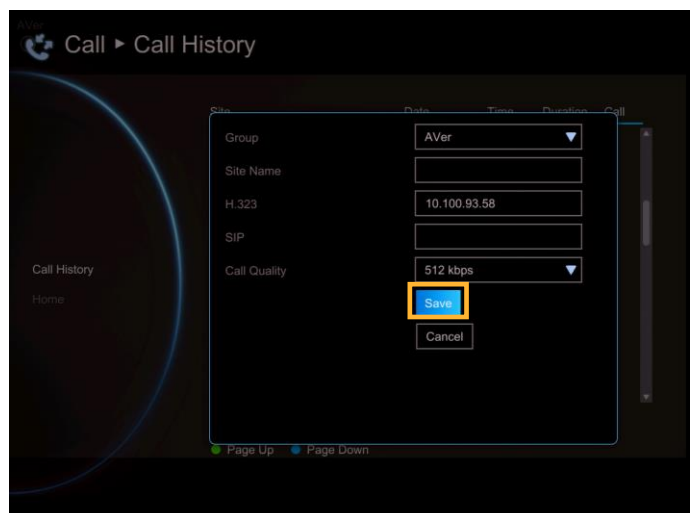 AVer
Call ► Call History
Site Date Time Duration Call
Group AVer
Site Name
H.323 10.100.93.58
SIP
Call Quality 512 kbps
Call History
Save
Home
Cancel
Page Up Page Down